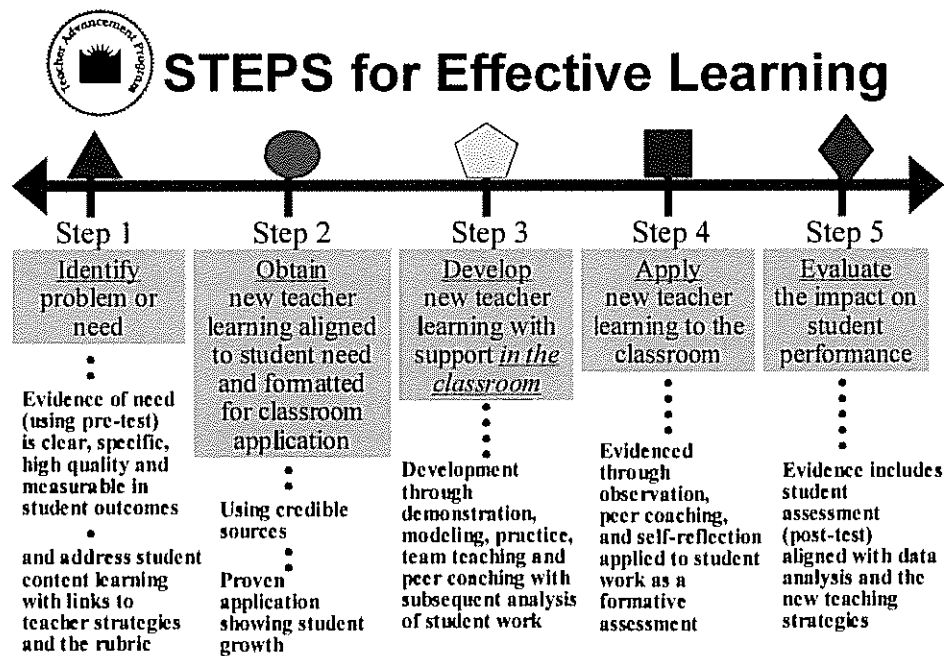 Teacher Advancement Program
STEPS for Effective Learning
Step 1
Identify
problem or
need
Evidence of need
(using pre-test)
is clear, specific,
high quality and
measurable in
student outcomes
and address student
content learning
with links to
teacher strategies
and the rubric
Step 2
Obtain
new teacher
learning aligned
to student need
and formatted
for classroom
application
Using credible
sources
Proven
application
showing student
growth
Step 3
Develop
new teacher
learning with
support in the
classroom
Development
through
demonstration,
modeling, practice,
team teaching and
peer coaching with
subsequent analysis
of student work
Step 4
Apply
new teacher
learning to the
classroom
Evidenced
through
observation,
peer coaching,
and self-reflection
applied to student
work as a
formative
assessment
Step 5
Evaluate
the impact on
student
performance
Evidence includes
student
assessment
(post-test)
aligned with data
analysis and the
new teaching
strategies